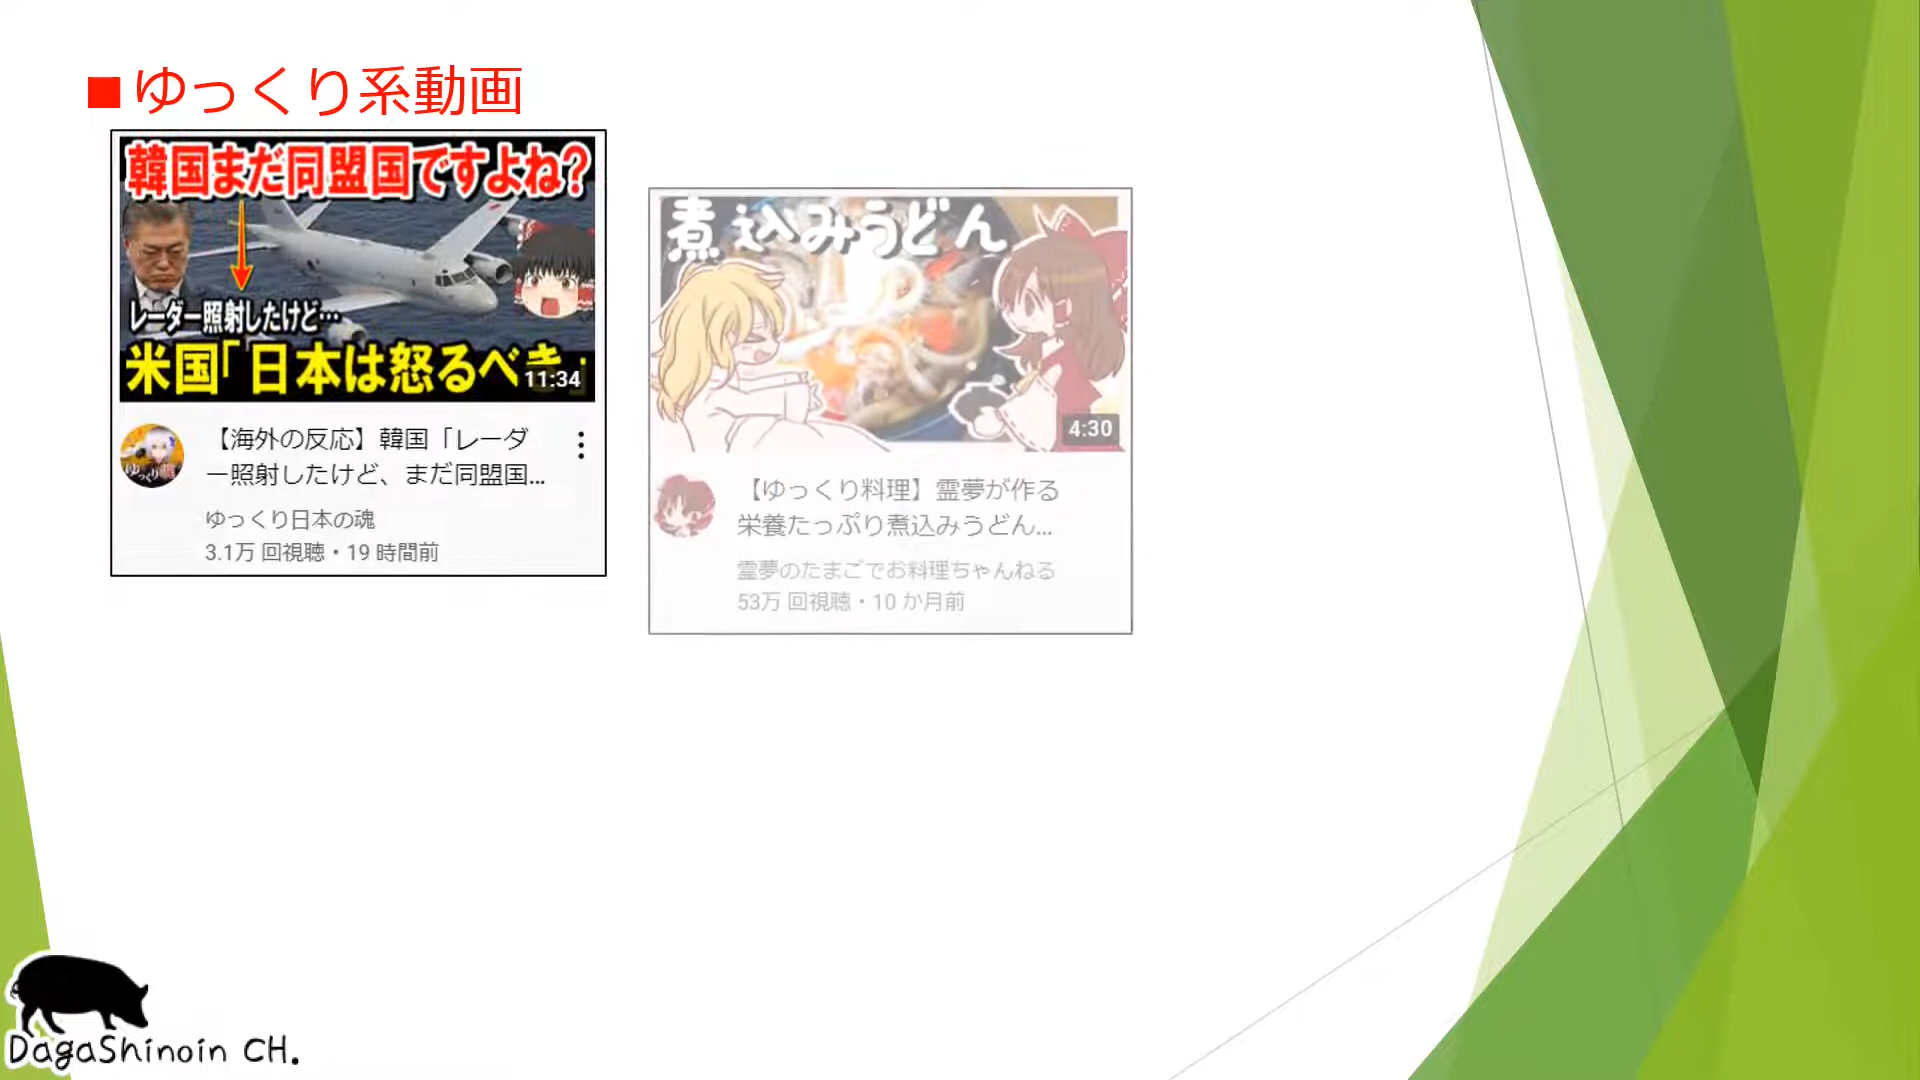 ■ゆっくり系動画
韓国まだ同盟国ですよね?
レーダー照射したけど…
米国「日本は怒るべき」
11:34
【海外の反応】韓国「レーダ
ー照射したけど、まだ同盟国...
ゆっくり日本の魂
3.1万 回視聴・19 時間前
煮込みうどん
4:30
【ゆっくり料理】霊夢が作る
栄養たっぷり煮込みうどん...
霊夢のたまごでお料理ちゃんねる
53万 回視聴・10 か月前
DagaShinoin CH.